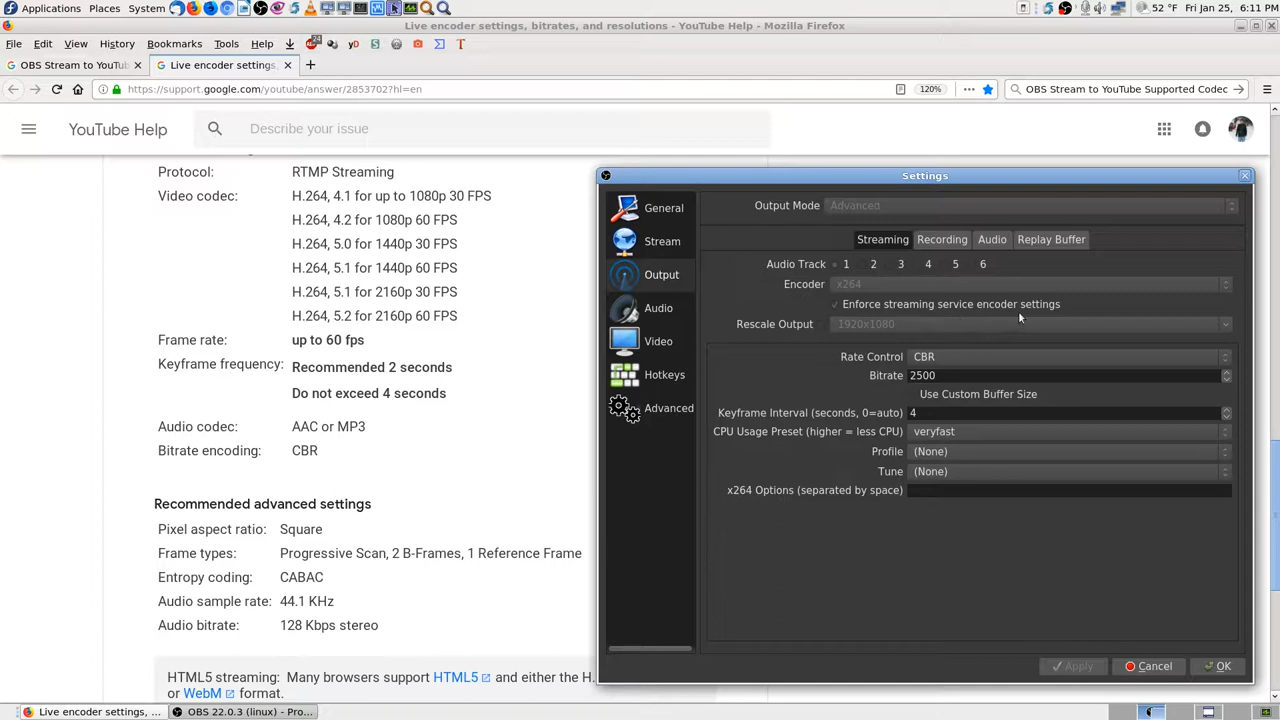 Applications Places System 52 °F Fri Jan 25, 6:11 PM
Live encoder settings, bitrates, and resolutions - YouTube Help - Mozilla Firefox
File Edit View History Bookmarks Tools Help
OBS Stream to YouTub
Live encoder settings,
https://support.google.com/youtube/answer/2853702?hl=en
120%
OBS Stream to YouTube Supported Codec
YouTube Help
Describe your issue
Protocol: RTMP Streaming
Video codec: H.264, 4.1 for up to 1080p 30 FPS
H.264, 4.2 for 1080p 60 FPS
H.264, 5.0 for 1440p 30 FPS
H.264, 5.1 for 1440p 60 FPS
H.264, 5.1 for 2160p 30 FPS
H.264, 5.2 for 2160p 60 FPS
Frame rate: up to 60 fps
Keyframe frequency: Recommended 2 seconds
Do not exceed 4 seconds
Audio codec: AAC or MP3
Bitrate encoding: CBR
Recommended advanced settings
Pixel aspect ratio: Square
Frame types: Progressive Scan, 2 B-Frames, 1 Reference Frame
Entropy coding: CABAC
Audio sample rate: 44.1 KHz
Audio bitrate: 128 Kbps stereo
HTML5 streaming: Many browsers support HTML5 and either the H.
or WebM format.
Settings
General
Stream
Output
Audio
Video
Hotkeys
Advanced
Output Mode Advanced
Streaming Recording Audio Replay Buffer
Audio Track 1 2 3 4 5 6
Encoder x264
Enforce streaming service encoder settings
Rescale Output 1920x1080
Rate Control CBR
Bitrate 2500
Use Custom Buffer Size
Keyframe Interval (seconds, 0=auto) 4
CPU Usage Preset (higher = less CPU) veryfast
Profile (None)
Tune (None)
x264 Options (separated by space)
Apply Cancel OK
Live encoder settings, ...
OBS 22.0.3 (linux) - Pro...